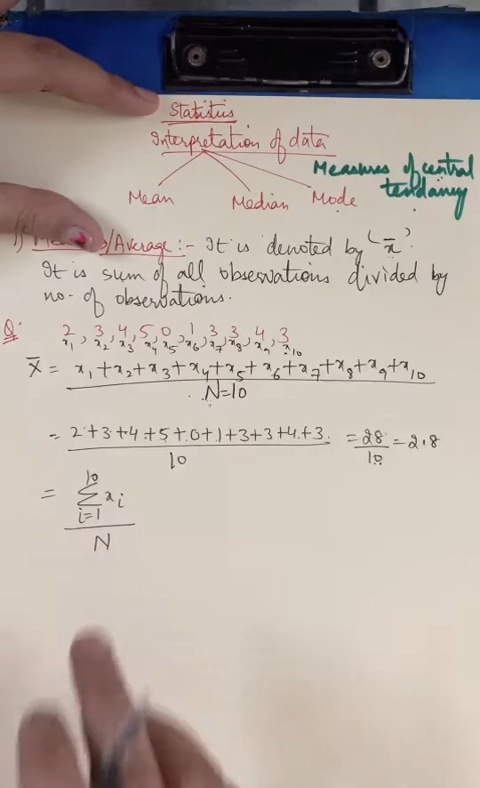 Statistics
Interpretation of data
Measures of central
tendancy
Mean Median Mode
/Average:- It is denoted by 'x̄'.
It is sum of all observations divided by
no. of observations.
Q: 2, 3, 4, 5, 0, 1, 3, 3, 4, 3
x₁ x₂ x₃ x₄ x₅ x₆ x₇ x₈ x₉ x₁₀
X̄ = x₁+x₂+x₃+x₄+x₅+x₆+x₇+x₈+x₉+x₁₀
N=10
= 2+3+4+5+0+1+3+3+4+3 = 28 = 2.8
10 10
= 10
Σ xᵢ
i=1
N